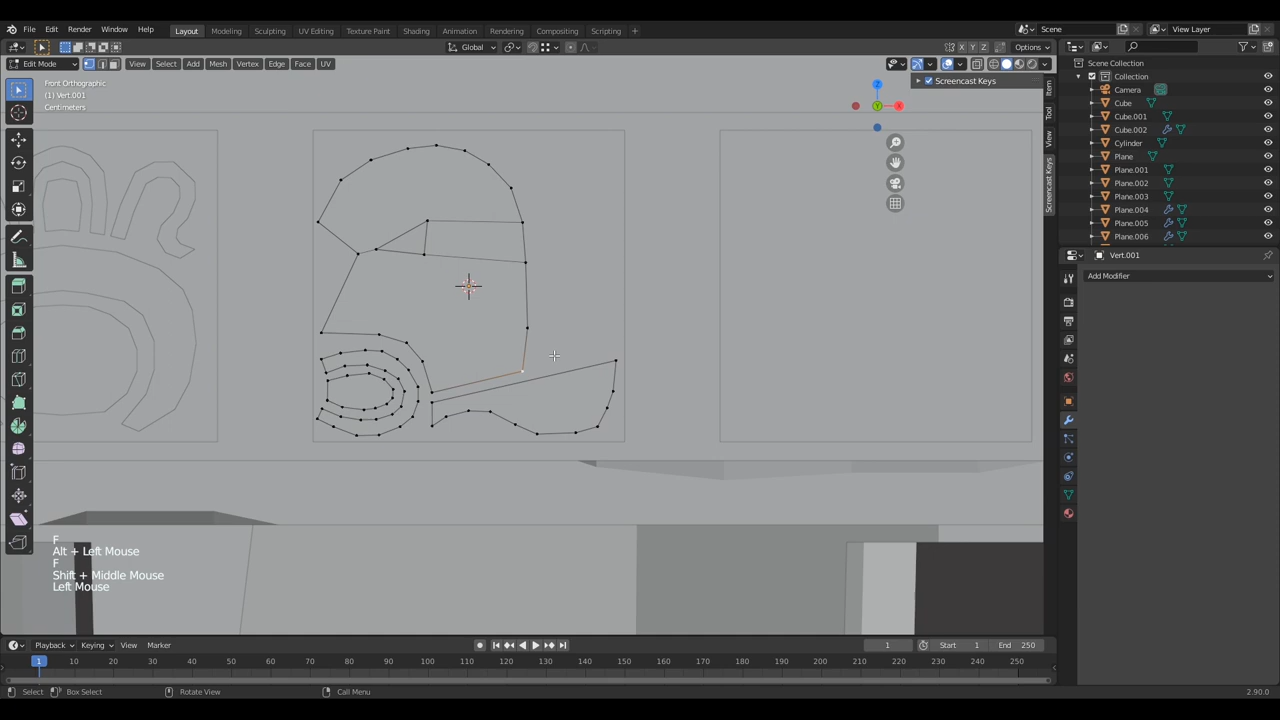 File Edit Render Window Help Layout Modeling Sculpting UV Editing Texture Paint Shading Animation Rendering Compositing Scripting + Scene View Layer
Global X Y Z Options
Edit Mode View Select Add Mesh Vertex Edge Face UV
Front Orthographic
(1) Vert.001
Centimeters
Screencast Keys
Z
Y
Item
Tool
View
Screencast Keys
Scene Collection
Collection
Camera
Cube
Cube.001
Cube.002
Cylinder
Plane
Plane.001
Plane.002
Plane.003
Plane.004
Plane.005
Plane.006
Vert.001
Add Modifier
F
Alt + Left Mouse
F
Shift + Middle Mouse
Left Mouse
Playback Keying View Marker 1 Start 1 End 250
1 10 20 30 40 50 60 70 80 90 100 110 120 130 140 150 160 170 180 190 200 210 220 230 240 250
Select Box Select Rotate View Call Menu 2.90.0